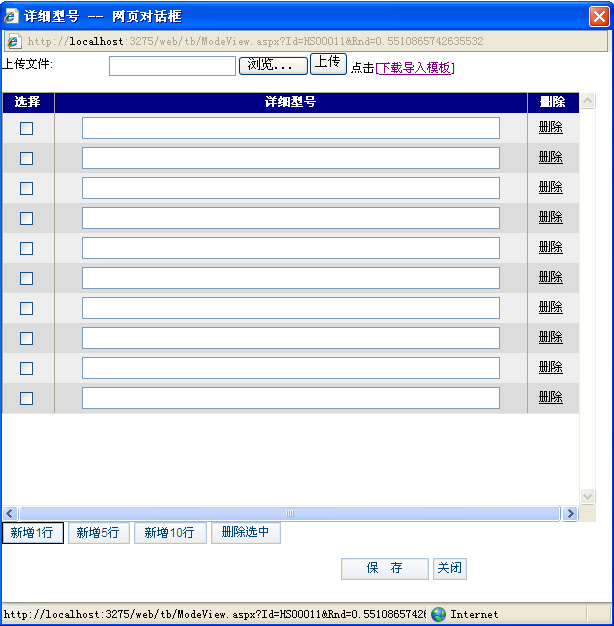 详细型号 -- 网页对话框
http://localhost:3275/web/tb/ModeView.aspx?Id=HS00011&Rnd=0.5510865742635532
上传文件: 浏览... 上传 点击[下载导入模板]
选择 详细型号 删除
删除
删除
删除
删除
删除
删除
删除
删除
删除
删除
新增1行 新增5行 新增10行 删除选中
保 存 关闭
http://localhost:3275/web/tb/ModeView.aspx?Id=HS00011&Rnd=0.55108657426 Internet